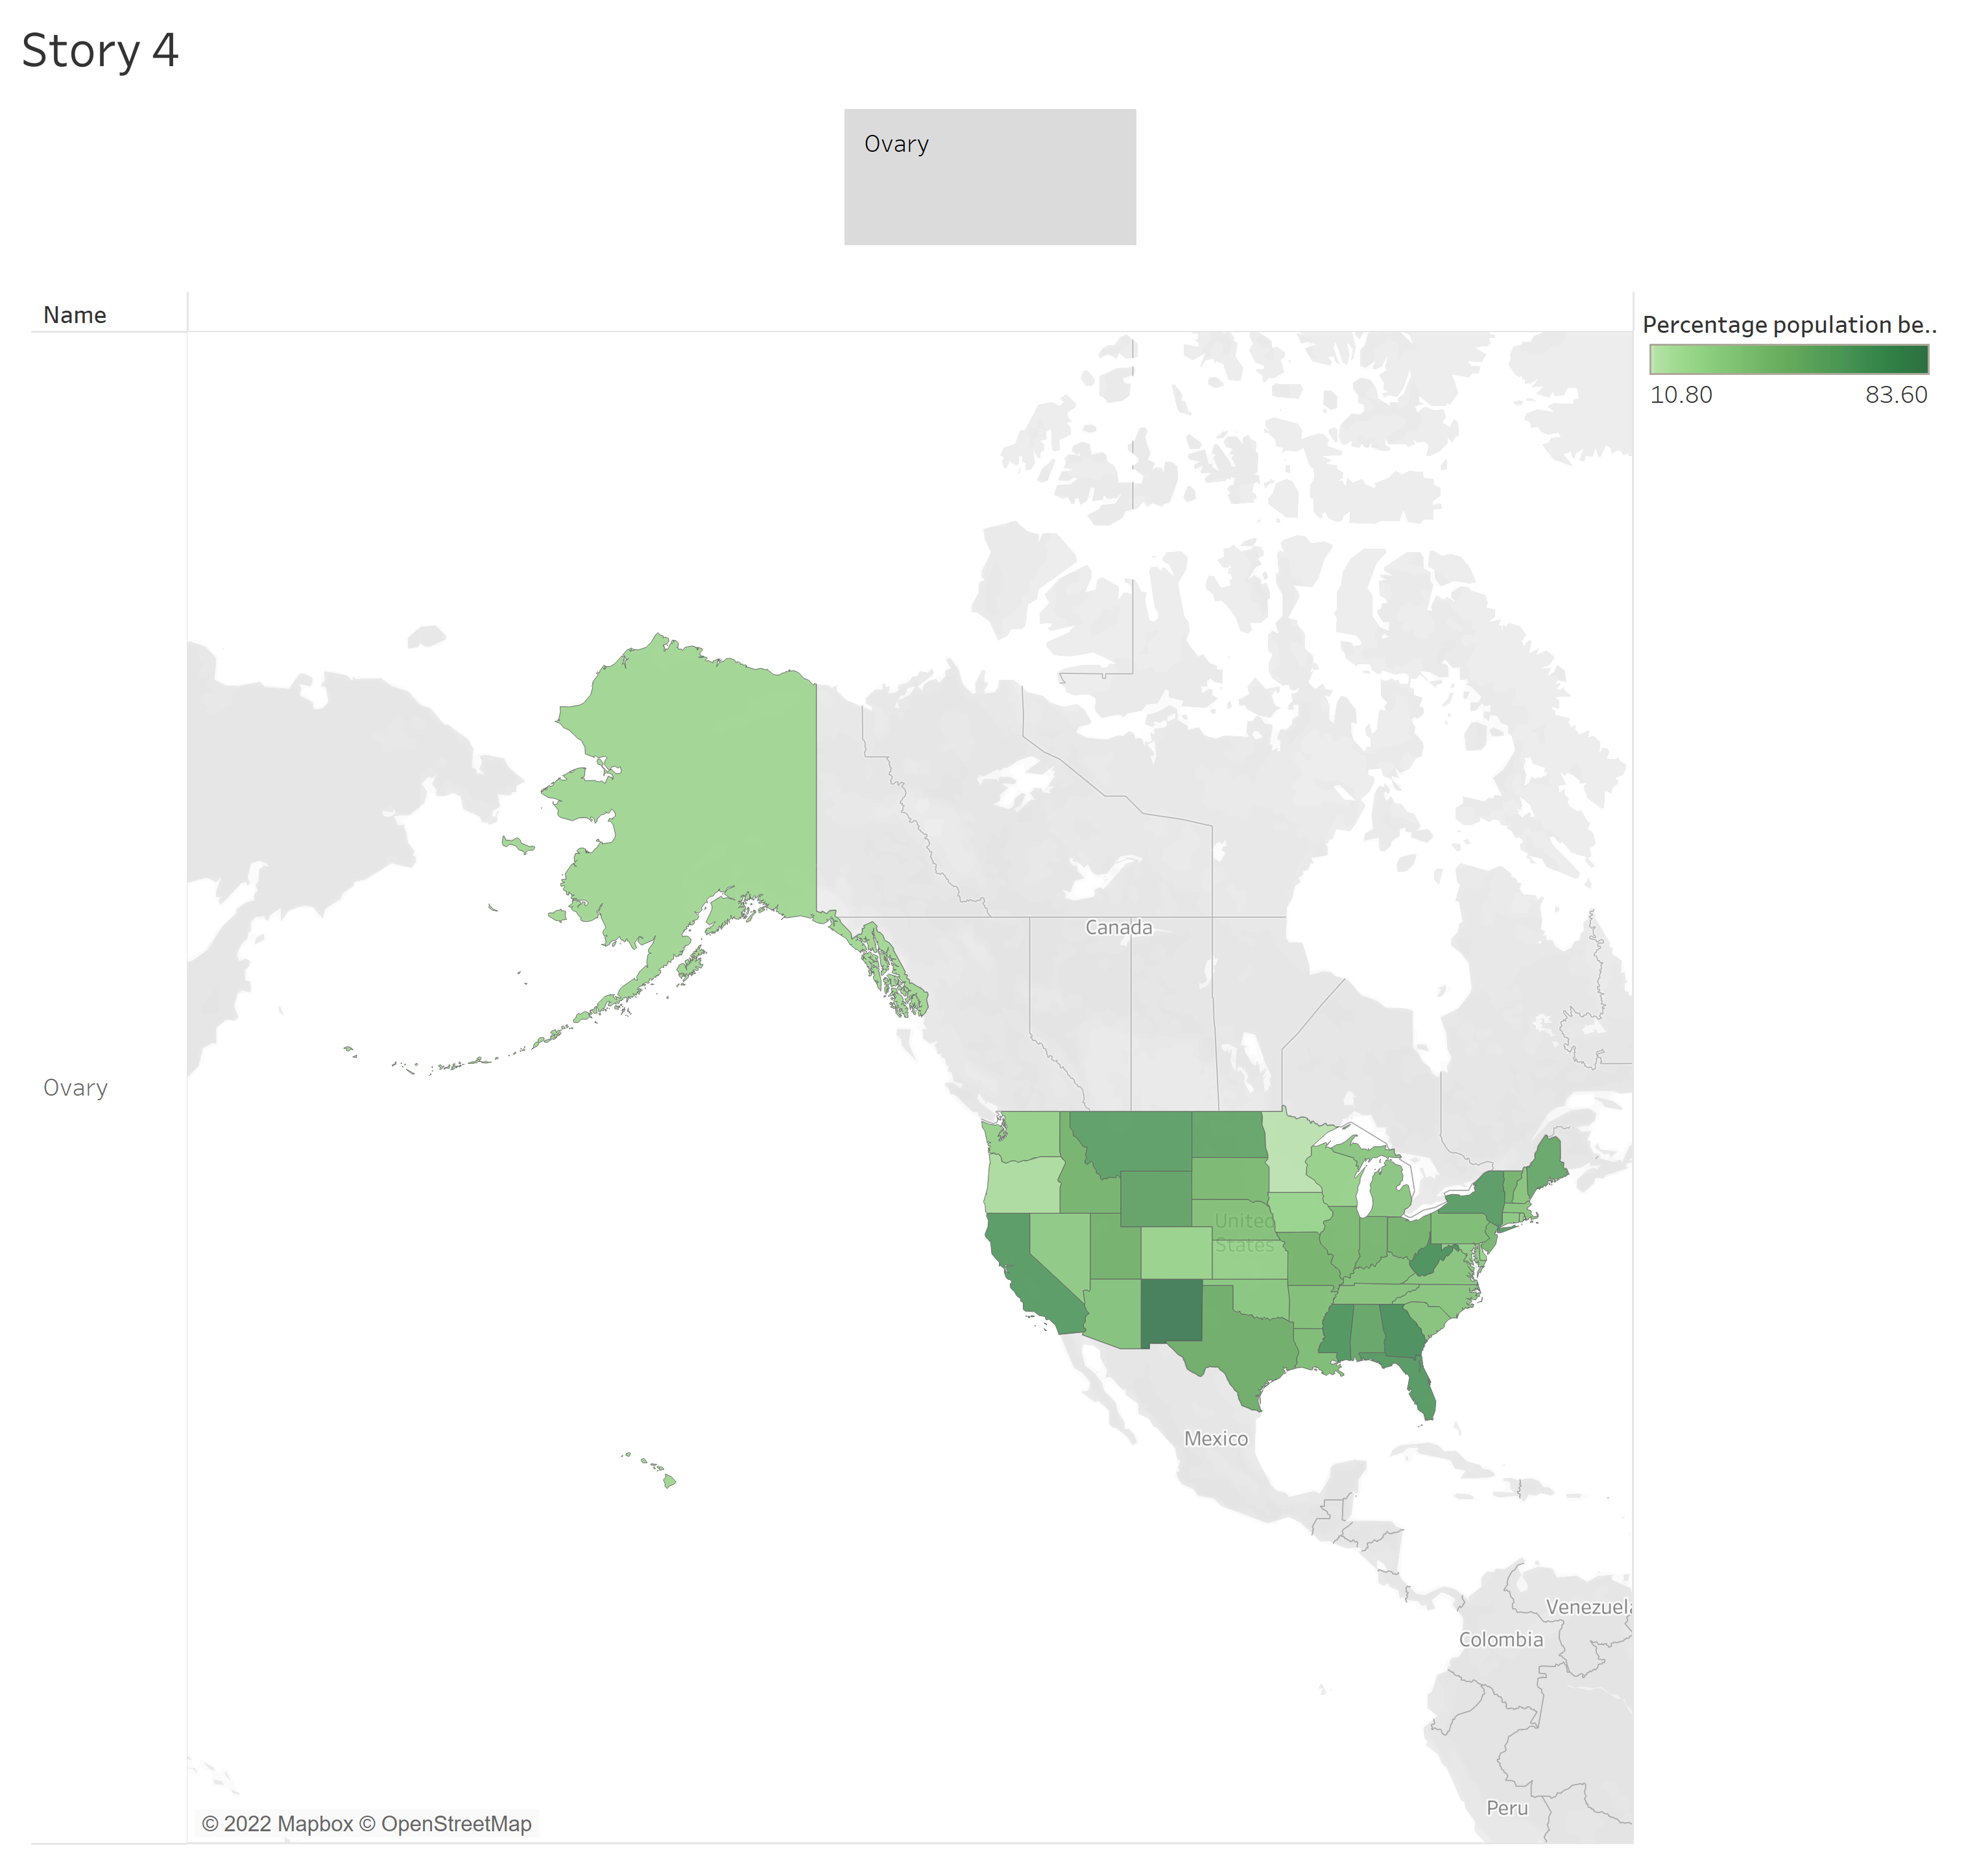 Story 4
Ovary
Name
Percentage population be..
10.80 83.60
Canada
Ovary
United
States
Mexico
Venezuela
Colombia
Peru
© 2022 Mapbox © OpenStreetMap